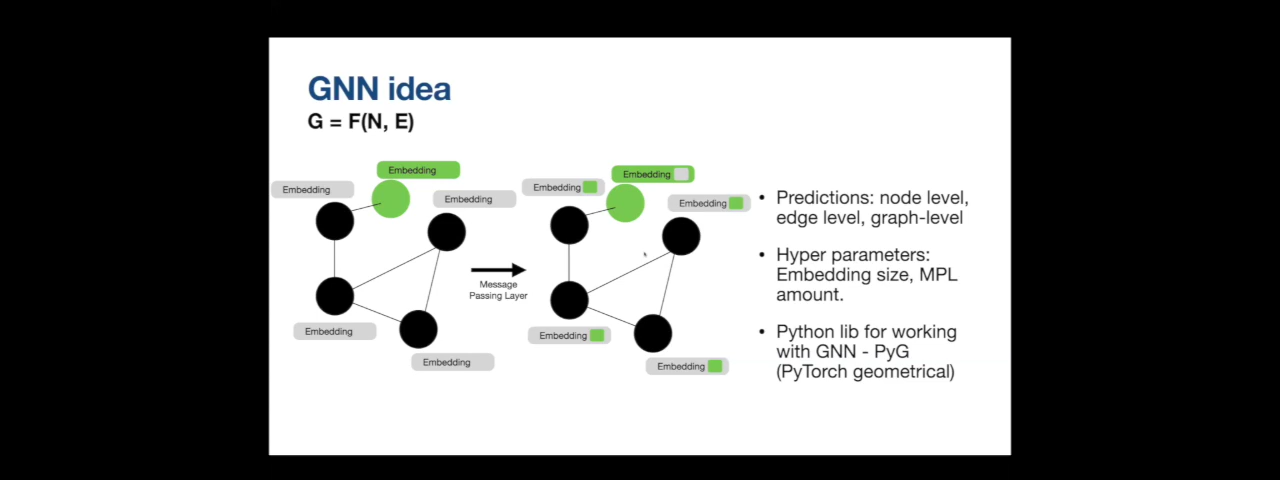 GNN idea
G = F(N, E)
Embedding
Embedding
Embedding
Embedding
Embedding
Message
Passing Layer
Embedding
Embedding
Embedding
Embedding
Embedding
• Predictions: node level,
edge level, graph-level
• Hyper parameters:
Embedding size, MPL
amount.
• Python lib for working
with GNN - PyG
(PyTorch geometrical)